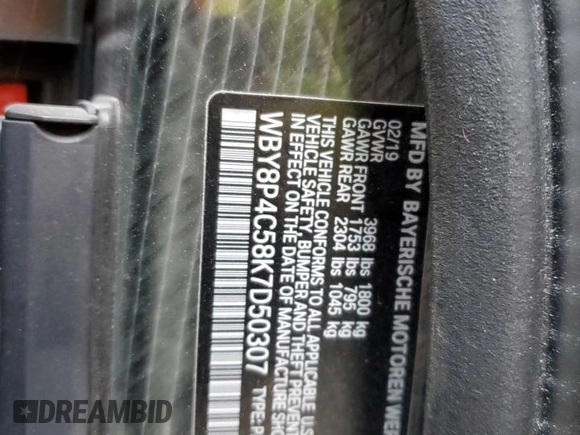 MFD BY BAYERISCHE MOTOREN WER
02/19
GVWR 3968 lbs 1800 kg
GAWR FRONT 1753 lbs 795 kg
GAWR REAR 2304 lbs 1045 kg
THIS VEHICLE CONFORMS TO ALL APPLICABLE
VEHICLE SAFETY, BUMPER AND THEFT PREVENT
IN EFFECT ON THE DATE OF MANUFACTURE SHO
WBY8P4C58K7D50307 TYPE: P
DREAMBID